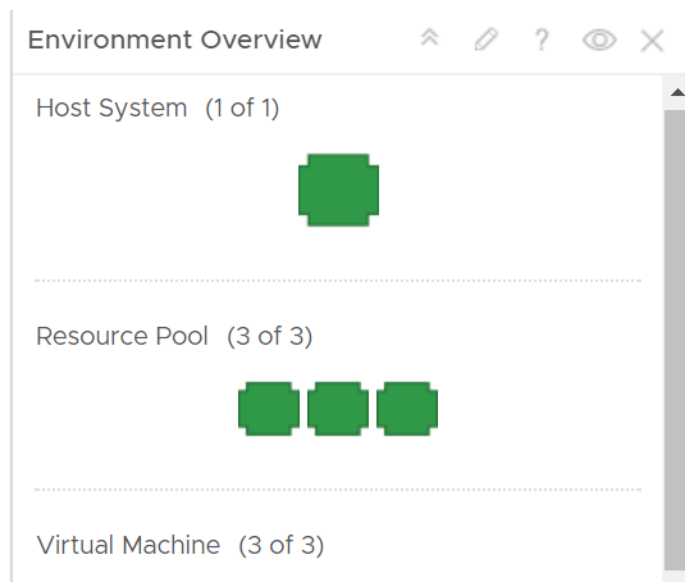 Environment Overview ?
Host System (1 of 1)
Resource Pool (3 of 3)
Virtual Machine (3 of 3)